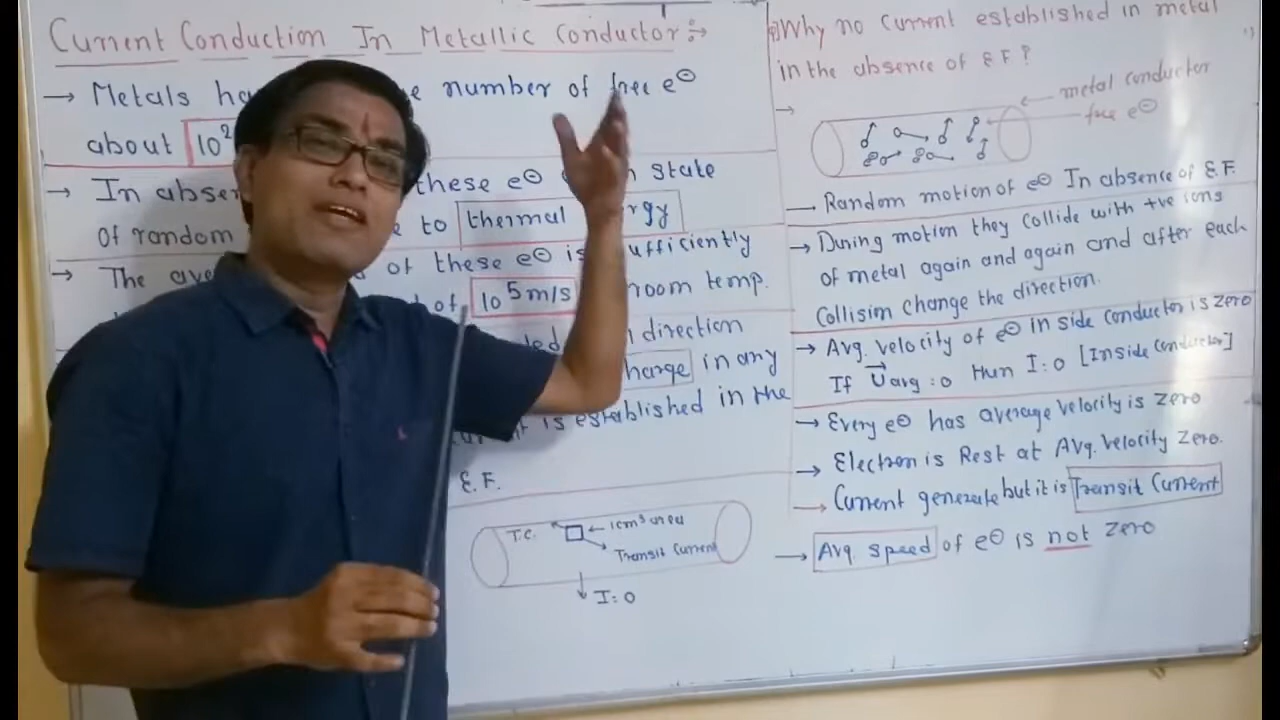 Current Conduction In Metallic Conductor :->
→ Metals ha e number of free e⊖
about 10²
→ In absen these e⊖ in state
of random e to thermal rgy
→ The ave of these e⊖ is sufficiently
of 10⁵m/s room temp.
direction
harge in any
is established in the
E.F.
T.C. ← 1cm³ area
Transit Current
I=0
Why no current established in metal
in the absence of E.F?
→ metal conductor
free e⊖
— Random motion of e⊖ In absence of E.F.
→ During motion they collide with +ve ions
of metal again and again and after each
Collision change the direction.
→ Avg. velocity of e⊖ in side conductor is zero
If U⃗avg = 0 then I=0 [Inside Conductor]
→ Every e⊖ has average velocity is zero
→ Electron is Rest at Avg. Velocity Zero.
→ Current generate but it is Transit Current
→ Avg. speed of e⊖ is not zero